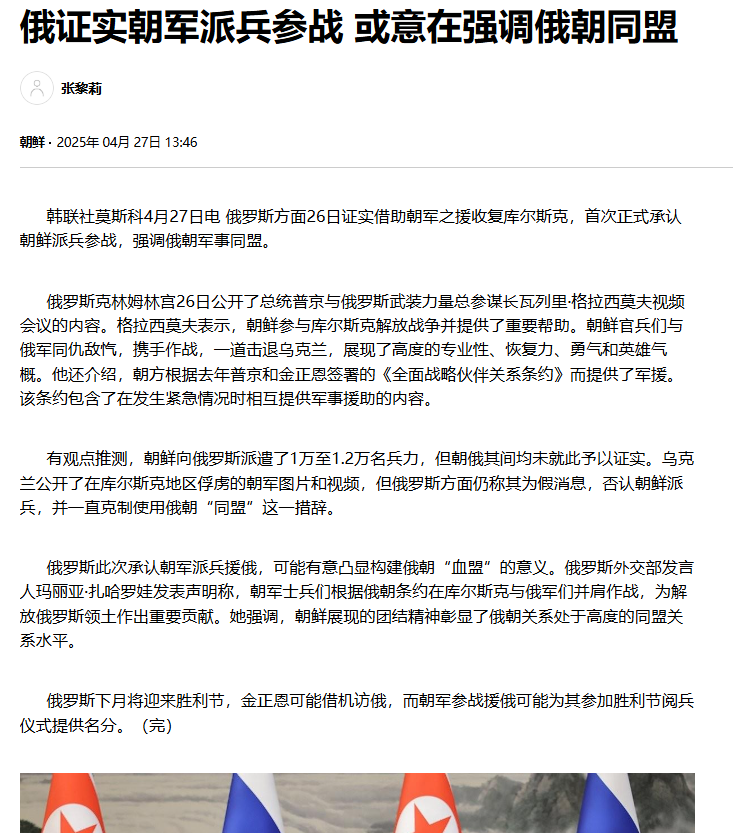 俄证实朝军派兵参战 或意在强调俄朝同盟
张黎莉
朝鲜 · 2025年 04月 27日 13:46
韩联社莫斯科4月27日电 俄罗斯方面26日证实借助朝军之援收复库尔斯克，首次正式承认
朝鲜派兵参战，强调俄朝军事同盟。
俄罗斯克林姆林宫26日公开了总统普京与俄罗斯武装力量总参谋长瓦列里·格拉西莫夫视频
会议的内容。格拉西莫夫表示，朝鲜参与库尔斯克解放战争并提供了重要帮助。朝鲜官兵们与
俄军同仇敌忾，携手作战，一道击退乌克兰，展现了高度的专业性、恢复力、勇气和英雄气
概。他还介绍，朝方根据去年普京和金正恩签署的《全面战略伙伴关系条约》而提供了军援。
该条约包含了在发生紧急情况时相互提供军事援助的内容。
有观点推测，朝鲜向俄罗斯派遣了1万至1.2万名兵力，但朝俄其间均未就此予以证实。乌克
兰公开了在库尔斯克地区俘虏的朝军图片和视频，但俄罗斯方面仍称其为假消息，否认朝鲜派
兵，并一直克制使用俄朝“同盟”这一措辞。
俄罗斯此次承认朝军派兵援俄，可能有意凸显构建俄朝“血盟”的意义。俄罗斯外交部发言
人玛丽亚·扎哈罗娃发表声明称，朝军士兵们根据俄朝条约在库尔斯克与俄军们并肩作战，为解
放俄罗斯领土作出重要贡献。她强调，朝鲜展现的团结精神彰显了俄朝关系处于高度的同盟关
系水平。
俄罗斯下月将迎来胜利节，金正恩可能借机访俄，而朝军参战援俄可能为其参加胜利节阅兵
仪式提供名分。（完）